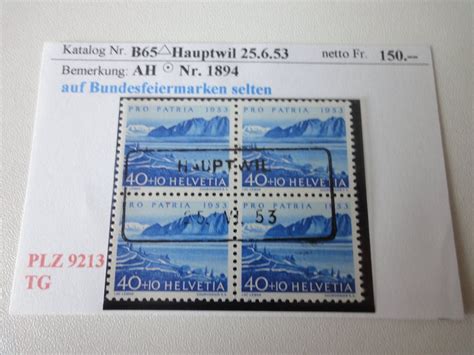 Katalog Nr. B65△Hauptwil 25.6.53 netto Fr. 150.--
Bemerkung: AH ☉ Nr. 1894
auf Bundesfeiermarken selten
PRO PATRIA 1953 PRO PATRIA 1953
HAUPTWIL
40+10 HELVETIA 40+10 HELVETIA
PRO PATRIA 1953 PRO PATRIA 1953
53
40+10 HELVETIA 40+10 HELVETIA
PLZ 9213
TG